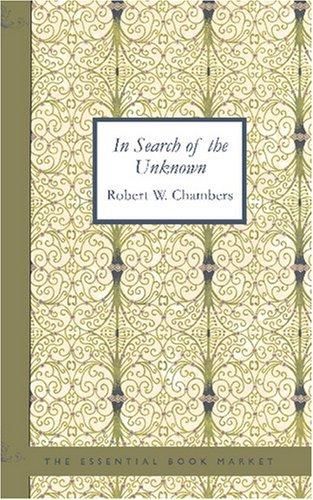 In Search of the
Unknown
Robert W. Chambers
THE ESSENTIAL BOOK MARKET